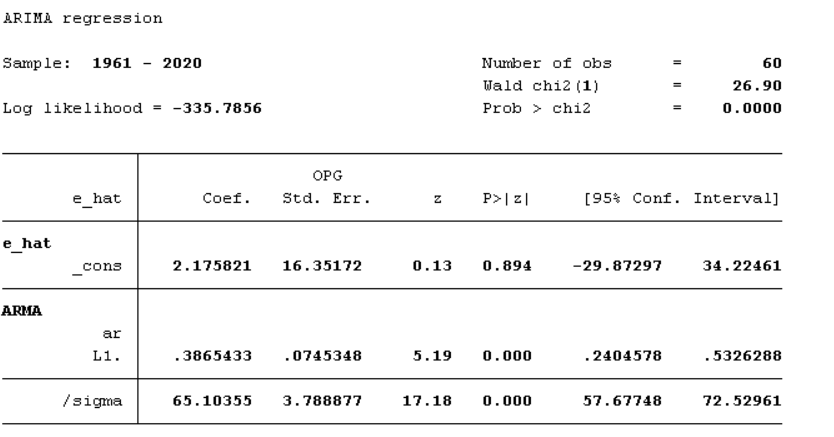 ARIMA regression
Sample: 1961 - 2020 Number of obs = 60
Wald chi2(1) = 26.90
Log likelihood = -335.7856 Prob > chi2 = 0.0000
OPG
e_hat Coef. Std. Err. z P>|z| [95% Conf. Interval]
e_hat
_cons 2.175821 16.35172 0.13 0.894 -29.87297 34.22461
ARMA
ar
L1. .3865433 .0745348 5.19 0.000 .2404578 .5326288
/sigma 65.10355 3.788877 17.18 0.000 57.67748 72.52961